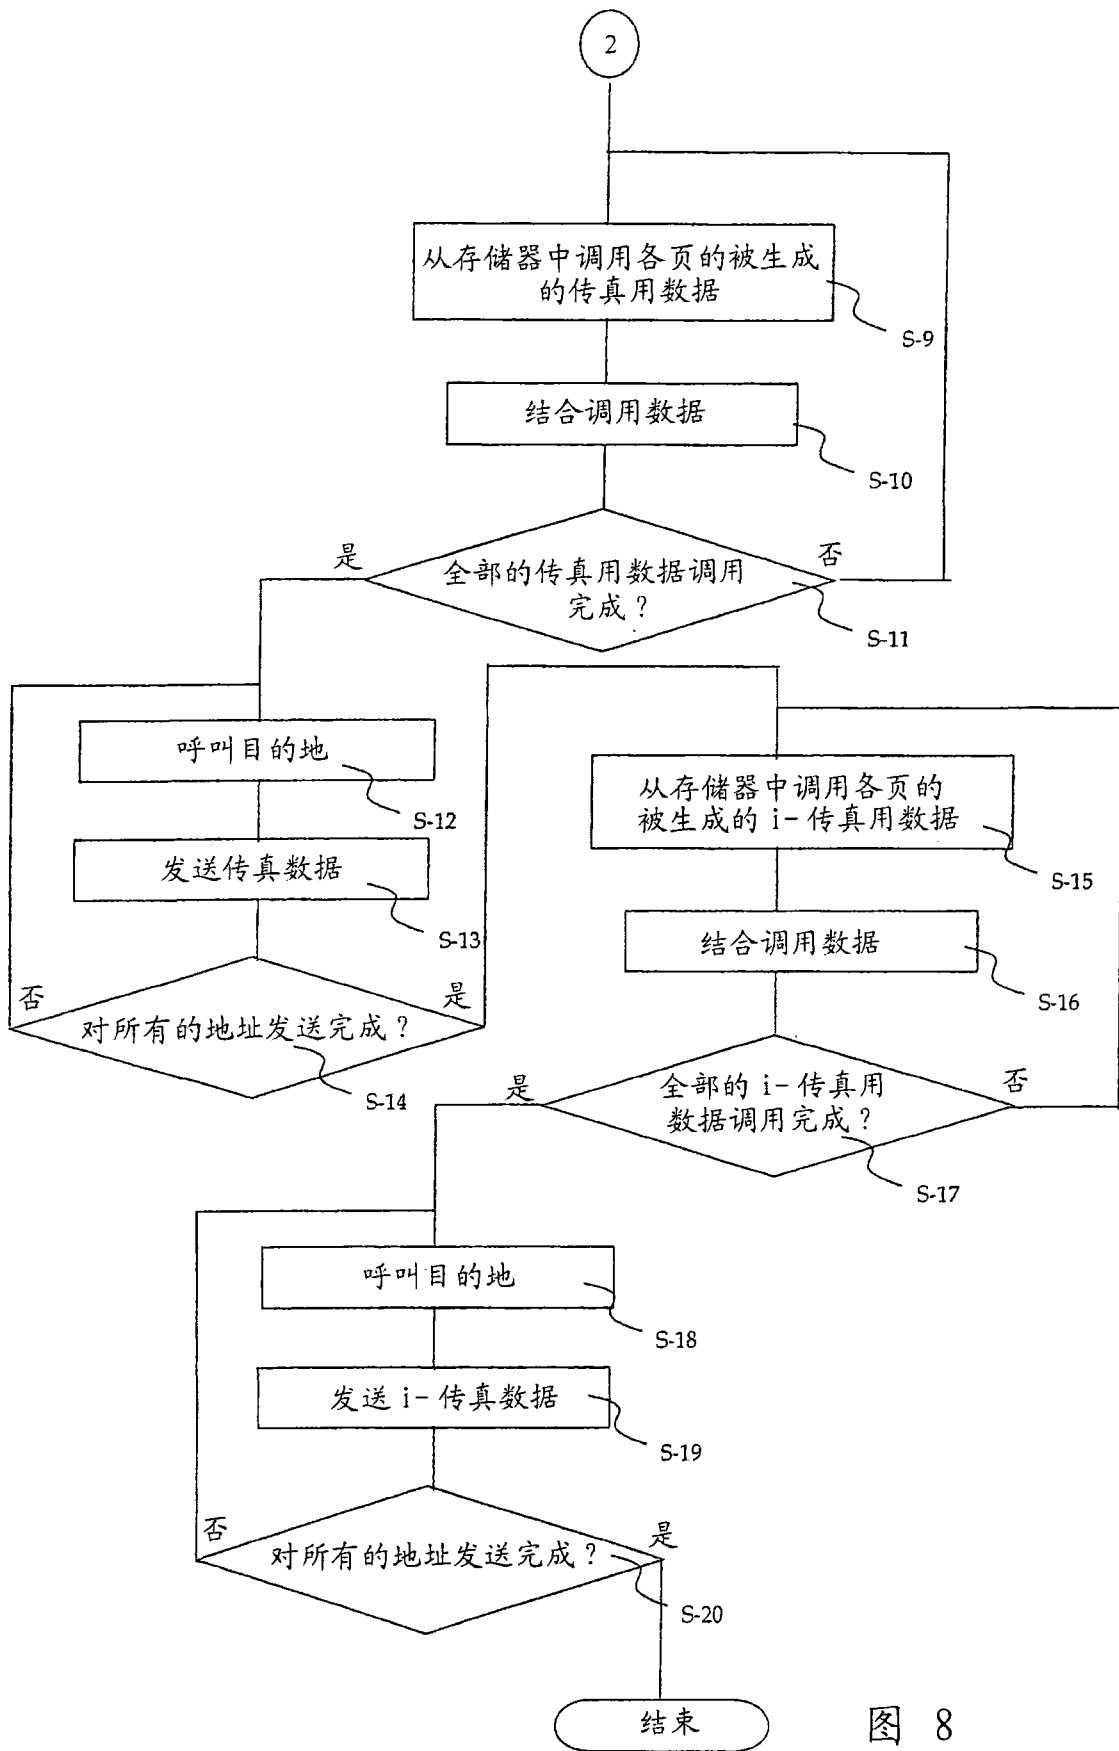 2
从存储器中调用各页的被生成
的传真用数据
S-9
结合调用数据
S-10
是
否
全部的传真用数据调用
完成？
S-11
呼叫目的地
S-12
发送传真数据
S-13
否
是
对所有的地址发送完成？
S-14
从存储器中调用各页的
被生成的 i-传真用数据
S-15
结合调用数据
S-16
是
否
全部的 i-传真用
数据调用完成？
S-17
呼叫目的地
S-18
发送 i-传真数据
S-19
否
是
对所有的地址发送完成？
S-20
结束
图 8